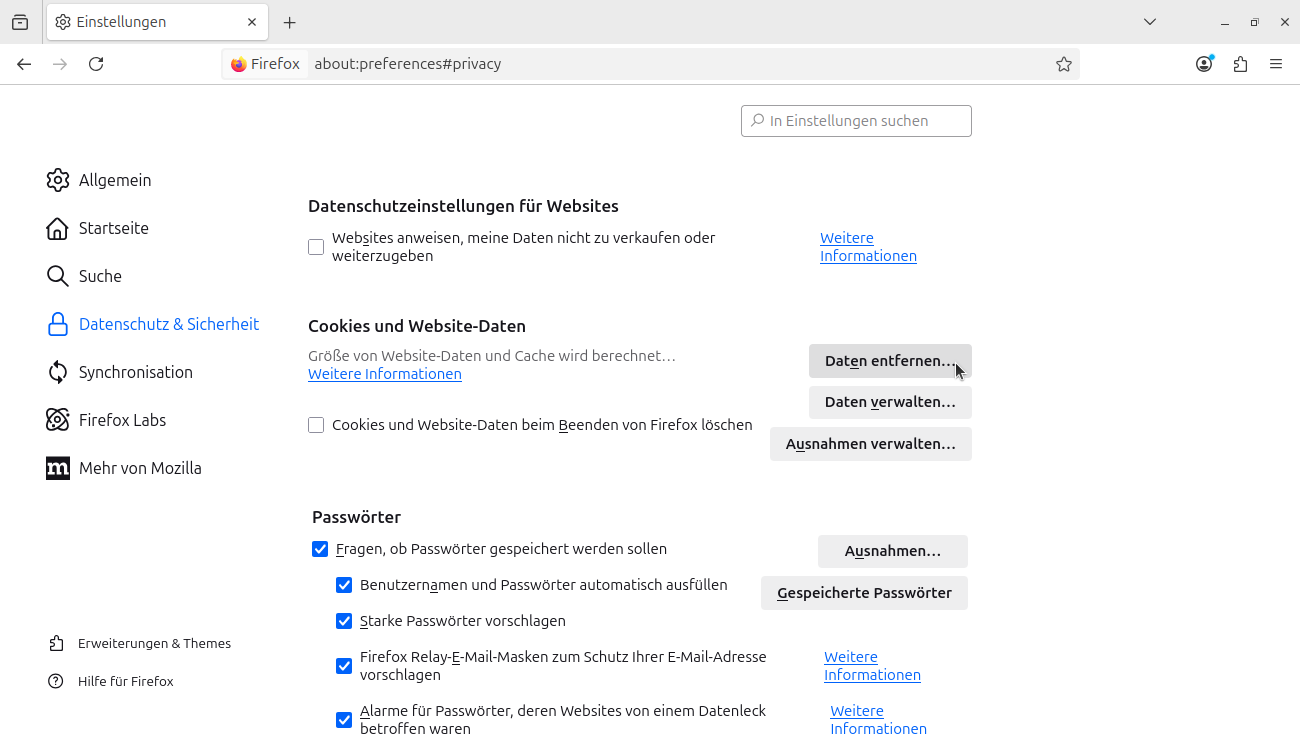 Einstellungen
Firefox
about:preferences#privacy
In Einstellungen suchen
Allgemein
Startseite
Suche
Datenschutz & Sicherheit
Synchronisation
Firefox Labs
Mehr von Mozilla
Erweiterungen & Themes
Hilfe für Firefox
Datenschutzeinstellungen für Websites
Websites anweisen, meine Daten nicht zu verkaufen oder
weiterzugeben
Weitere
Informationen
Cookies und Website-Daten
Größe von Website-Daten und Cache wird berechnet…
Weitere Informationen
Daten entfernen…
Daten verwalten…
Cookies und Website-Daten beim Beenden von Firefox löschen
Ausnahmen verwalten…
Passwörter
Fragen, ob Passwörter gespeichert werden sollen
Ausnahmen…
Benutzernamen und Passwörter automatisch ausfüllen
Gespeicherte Passwörter
Starke Passwörter vorschlagen
Firefox Relay-E-Mail-Masken zum Schutz Ihrer E-Mail-Adresse
vorschlagen
Weitere
Informationen
Alarme für Passwörter, deren Websites von einem Datenleck
betroffen waren
Weitere
Informationen